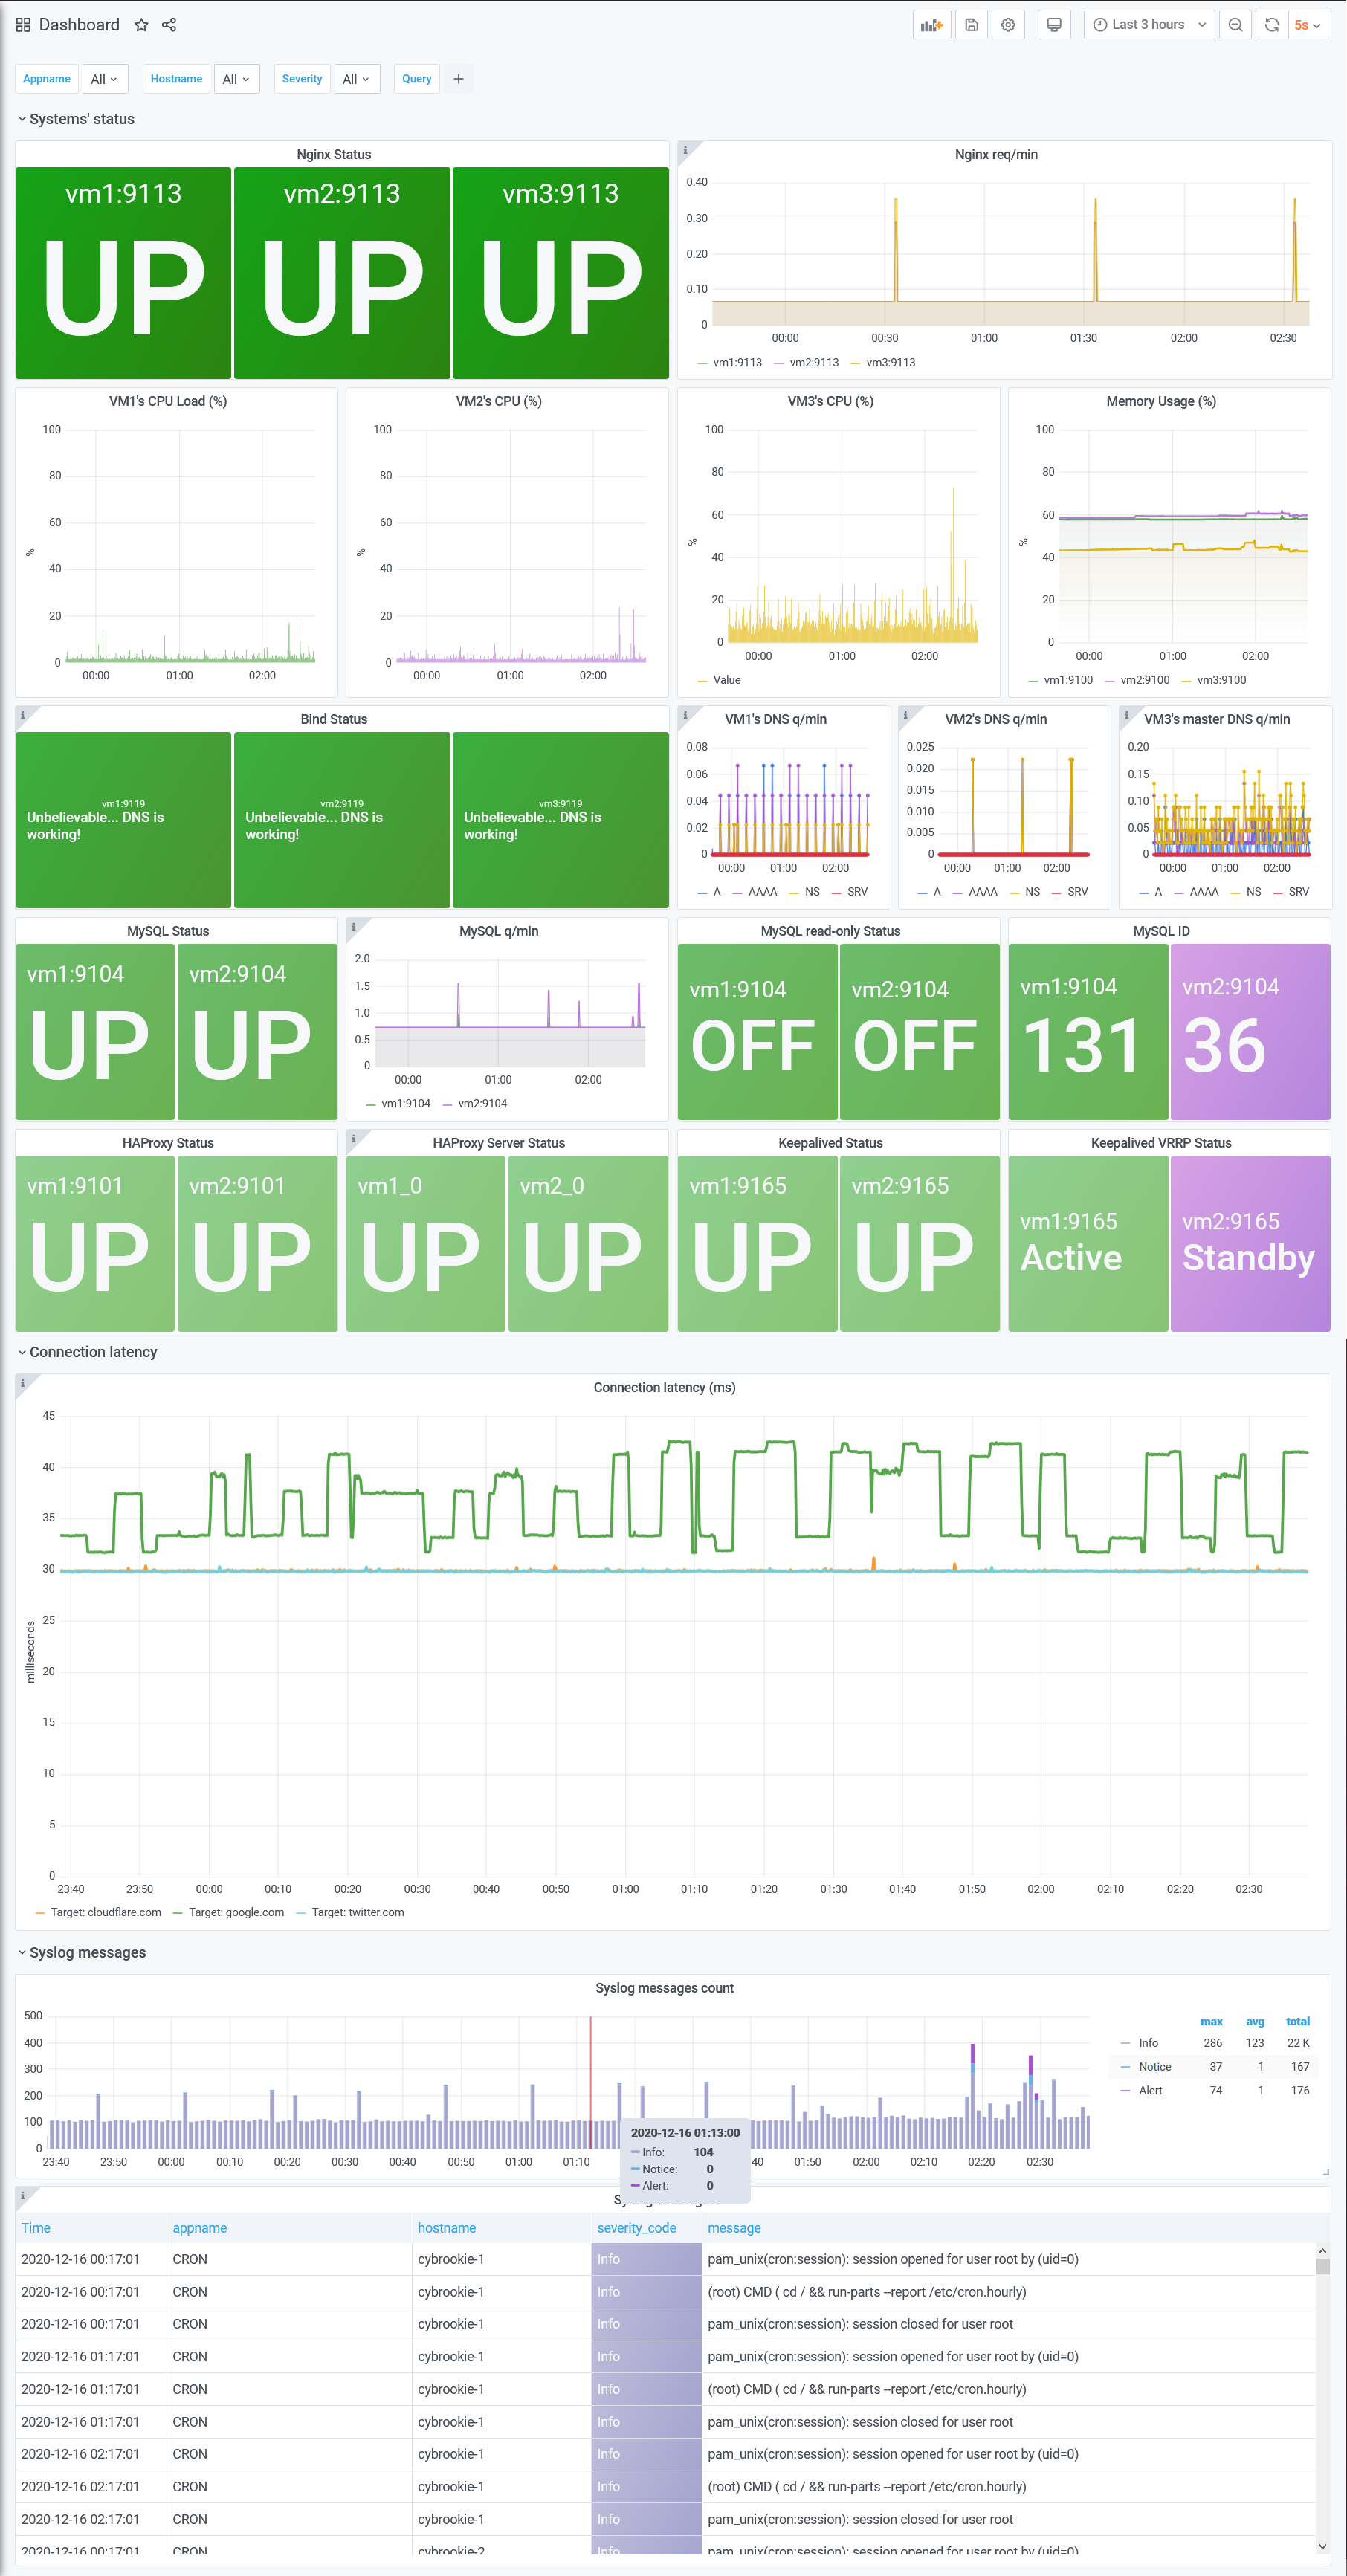 Dashboard
Last 3 hours
5s
Appname All Hostname All Severity All Query +
Systems' status
Nginx Status
vm1:9113 vm2:9113 vm3:9113
UP UP UP
Nginx req/min
0.40
0.30
0.20
0.10
0
00:00 00:30 01:00 01:30 02:00 02:30
vm1:9113 vm2:9113 vm3:9113
VM1's CPU Load (%)
100
80
60
40
20
0
%
00:00 01:00 02:00
VM2's CPU (%)
100
80
60
40
20
0
%
00:00 01:00 02:00
VM3's CPU (%)
100
80
60
40
20
0
%
00:00 01:00 02:00
Value
Memory Usage (%)
100
80
60
40
20
0
%
00:00 01:00 02:00
vm1:9100 vm2:9100 vm3:9100
Bind Status
vm1:9119
Unbelievable... DNS is
working!
vm2:9119
Unbelievable... DNS is
working!
vm3:9119
Unbelievable... DNS is
working!
VM1's DNS q/min
0.08
0.06
0.04
0.02
0
00:00 01:00 02:00
A AAAA NS SRV
VM2's DNS q/min
0.025
0.020
0.015
0.010
0.005
0
00:00 01:00 02:00
A AAAA NS SRV
VM3's master DNS q/min
0.20
0.15
0.10
0.05
0
00:00 01:00 02:00
A AAAA NS SRV
MySQL Status
vm1:9104 vm2:9104
UP UP
MySQL q/min
2.0
1.5
1.0
0.5
0
00:00 01:00 02:00
vm1:9104 vm2:9104
MySQL read-only Status
vm1:9104 vm2:9104
OFF OFF
MySQL ID
vm1:9104 vm2:9104
131 36
HAProxy Status
vm1:9101 vm2:9101
UP UP
HAProxy Server Status
vm1_0 vm2_0
UP UP
Keepalived Status
vm1:9165 vm2:9165
UP UP
Keepalived VRRP Status
vm1:9165 vm2:9165
Active Standby
Connection latency
Connection latency (ms)
45
40
35
30
25
20
15
10
5
0
milliseconds
23:40 23:50 00:00 00:10 00:20 00:30 00:40 00:50 01:00 01:10 01:20 01:30 01:40 01:50 02:00 02:10 02:20 02:30
Target: cloudflare.com Target: google.com Target: twitter.com
Syslog messages
Syslog messages count
500
400
300
200
100
0
23:40 23:50 00:00 00:10 00:20 00:30 00:40 00:50 01:00 01:10 40 01:50 02:00 02:10 02:20 02:30
max avg total
Info 286 123 22 K
Notice 37 1 167
Alert 74 1 176
2020-12-16 01:13:00
Info: 104
Notice: 0
Alert: 0
Time appname hostname severity_code message
2020-12-16 00:17:01 CRON cybrookie-1 Info pam_unix(cron:session): session opened for user root by (uid=0)
2020-12-16 00:17:01 CRON cybrookie-1 Info (root) CMD ( cd / && run-parts --report /etc/cron.hourly)
2020-12-16 00:17:01 CRON cybrookie-1 Info pam_unix(cron:session): session closed for user root
2020-12-16 01:17:01 CRON cybrookie-1 Info pam_unix(cron:session): session opened for user root by (uid=0)
2020-12-16 01:17:01 CRON cybrookie-1 Info (root) CMD ( cd / && run-parts --report /etc/cron.hourly)
2020-12-16 01:17:01 CRON cybrookie-1 Info pam_unix(cron:session): session closed for user root
2020-12-16 02:17:01 CRON cybrookie-1 Info pam_unix(cron:session): session opened for user root by (uid=0)
2020-12-16 02:17:01 CRON cybrookie-1 Info (root) CMD ( cd / && run-parts --report /etc/cron.hourly)
2020-12-16 02:17:01 CRON cybrookie-1 Info pam_unix(cron:session): session closed for user root
2020-12-16 00:17:01 CRON cybrookie-2 Info pam_unix(cron:session): session opened for user root by (uid=0)